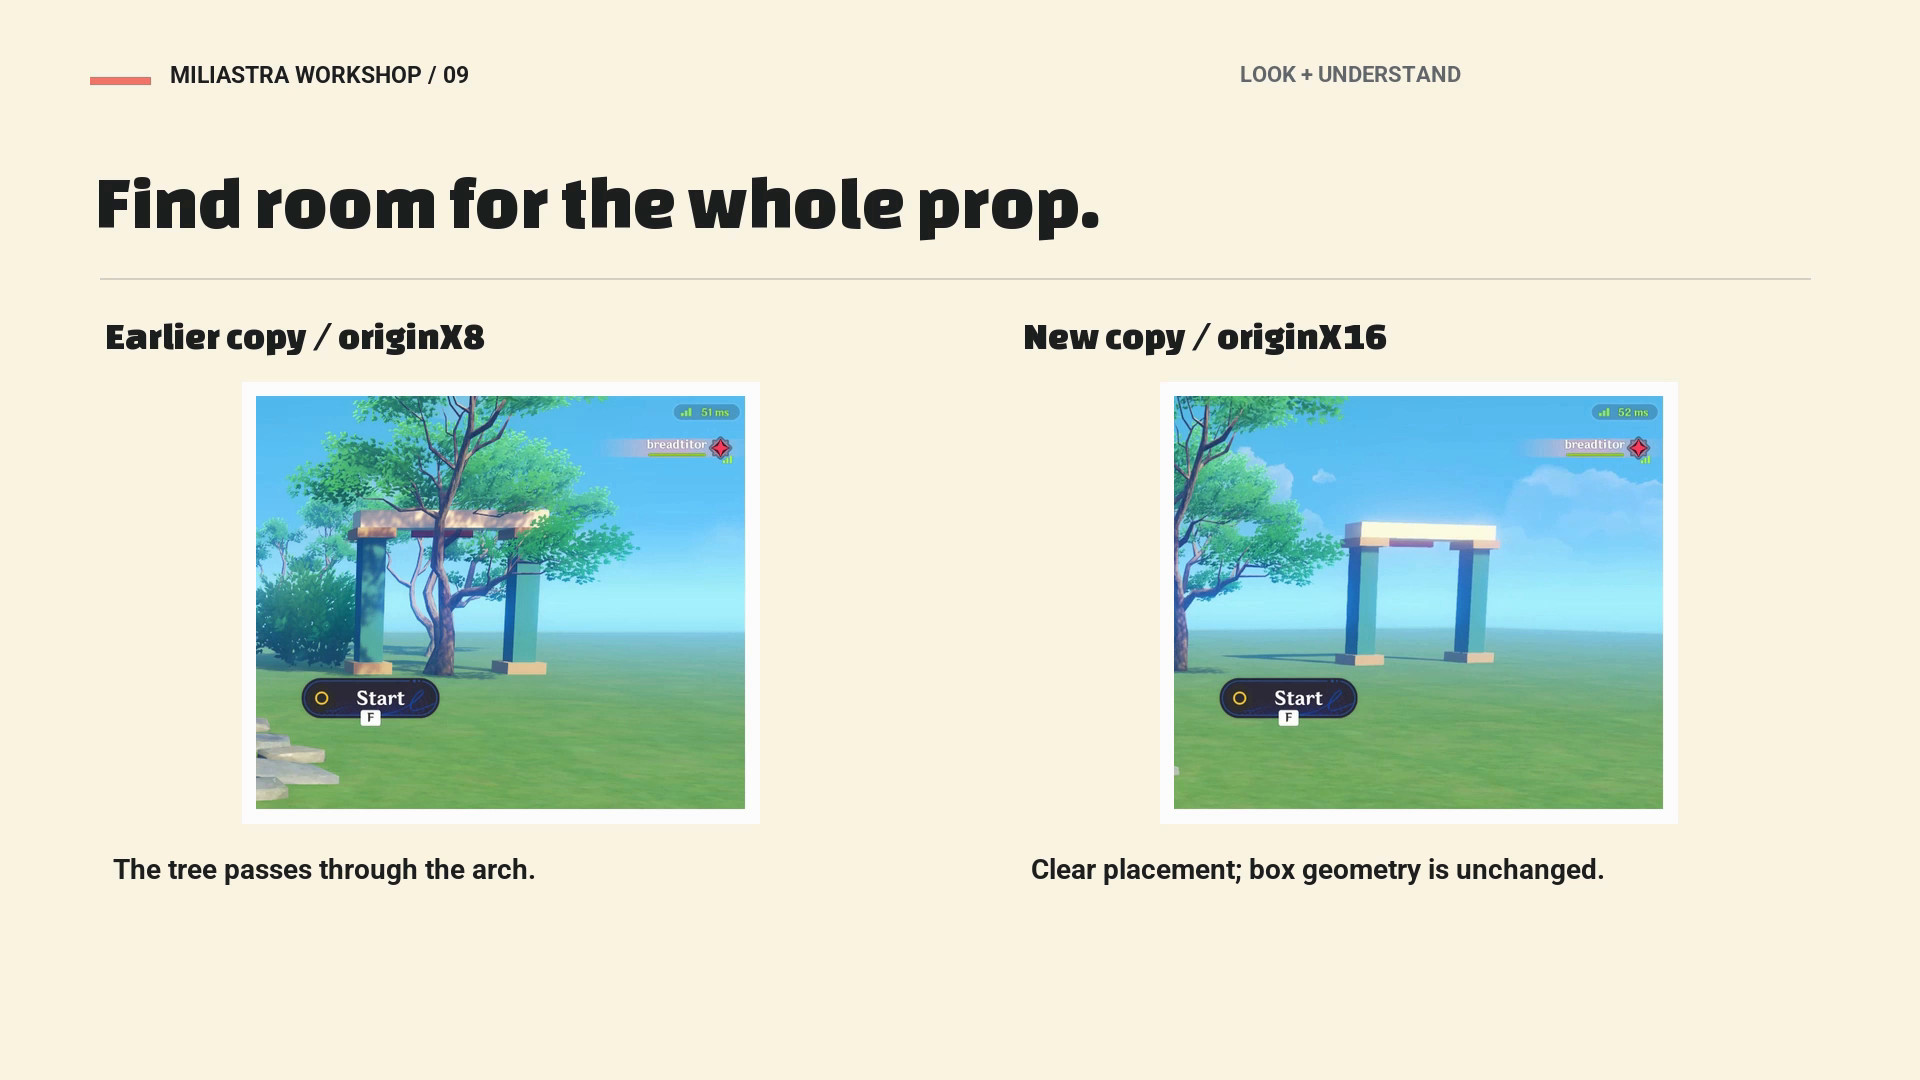 MILIASTRA WORKSHOP / 09
LOOK + UNDERSTAND
Find room for the whole prop.
Earlier copy / originX8
New copy / originX16
51 ms
breadtitor
Start
F
52 ms
breadtitor
Start
F
The tree passes through the arch.
Clear placement; box geometry is unchanged.